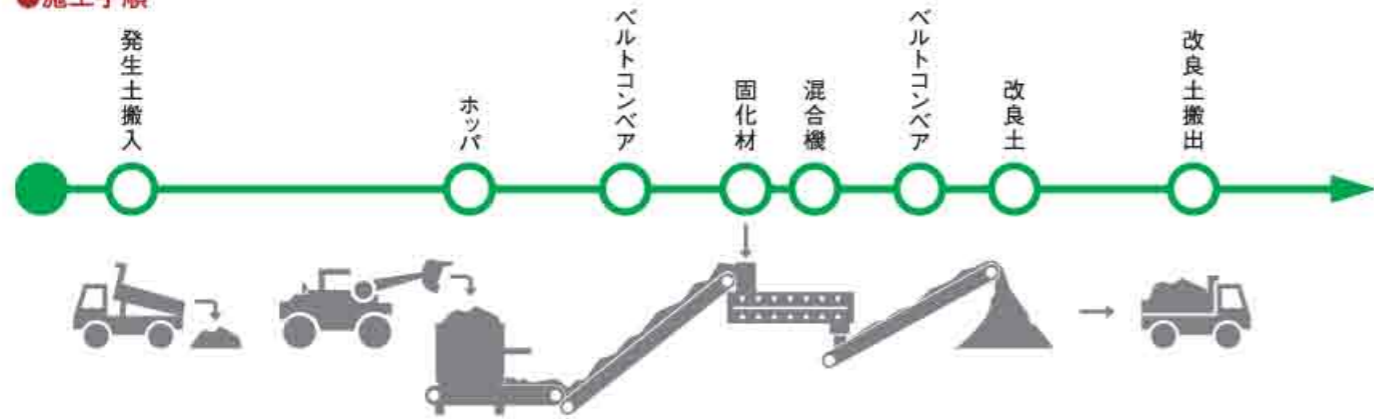 ●施工手順
発生土搬入
ホッパ
ベルトコンベア
固化材
混合機
ベルトコンベア
改良土
改良土搬出